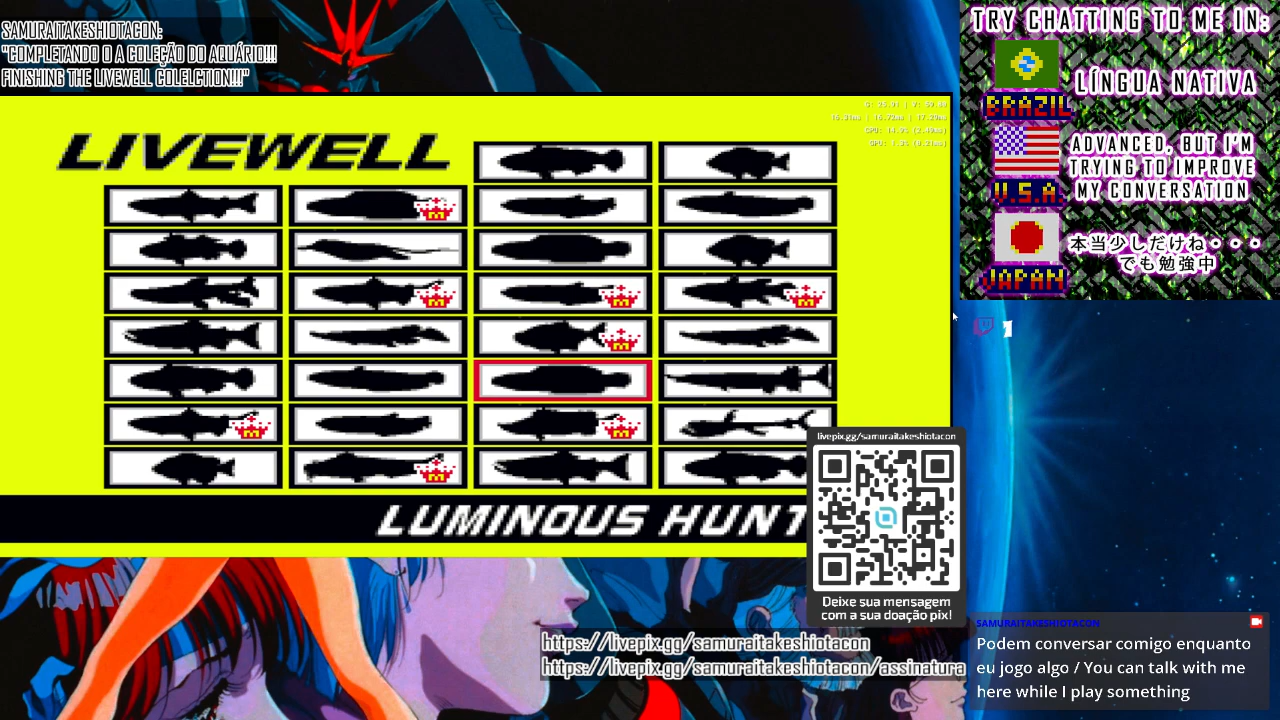 SAMURAITAKESHIOTACON:
"COMPLETANDO O A COLEÇÃO DO AQUÁRIO!!!
FINISHING THE LIVEWELL COLELCTION!!!"
TRY CHATTING TO ME IN:
BRAZIL
LÍNGUA NATIVA
U.S.A.
ADVANCED, BUT I'M
TRYING TO IMPROVE
MY CONVERSATION
JAPAN
本当少しだけね・・・
でも勉強中
LIVEWELL
LUMINOUS HUNT
livepix.gg/samuraitakeshiotacon
Deixe sua mensagem
com a sua doação pix!
https://livepix.gg/samuraitakeshiotacon
https://livepix.gg/samuraitakeshiotacon/assinatura
SAMURAITAKESHIOTACON
Podem conversar comigo enquanto
eu jogo algo / You can talk with me
here while I play something